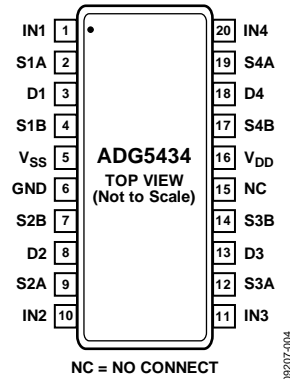 IN1 1
S1A 2
D1 3
S1B 4
VSS 5
GND 6
S2B 7
D2 8
S2A 9
IN2 10
ADG5434
TOP VIEW
(Not to Scale)
20 IN4
19 S4A
18 D4
17 S4B
16 VDD
15 NC
14 S3B
13 D3
12 S3A
11 IN3
NC = NO CONNECT
09207-004